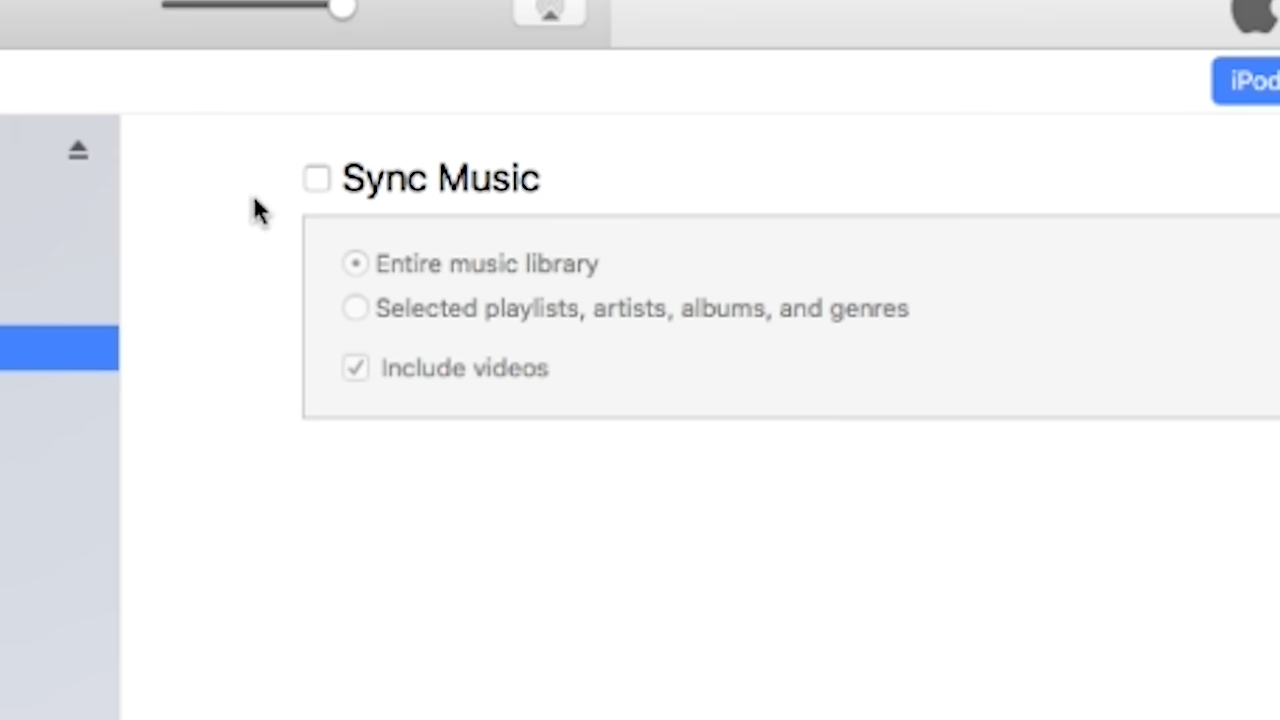 iPod
Sync Music
Entire music library
Selected playlists, artists, albums, and genres
Include videos